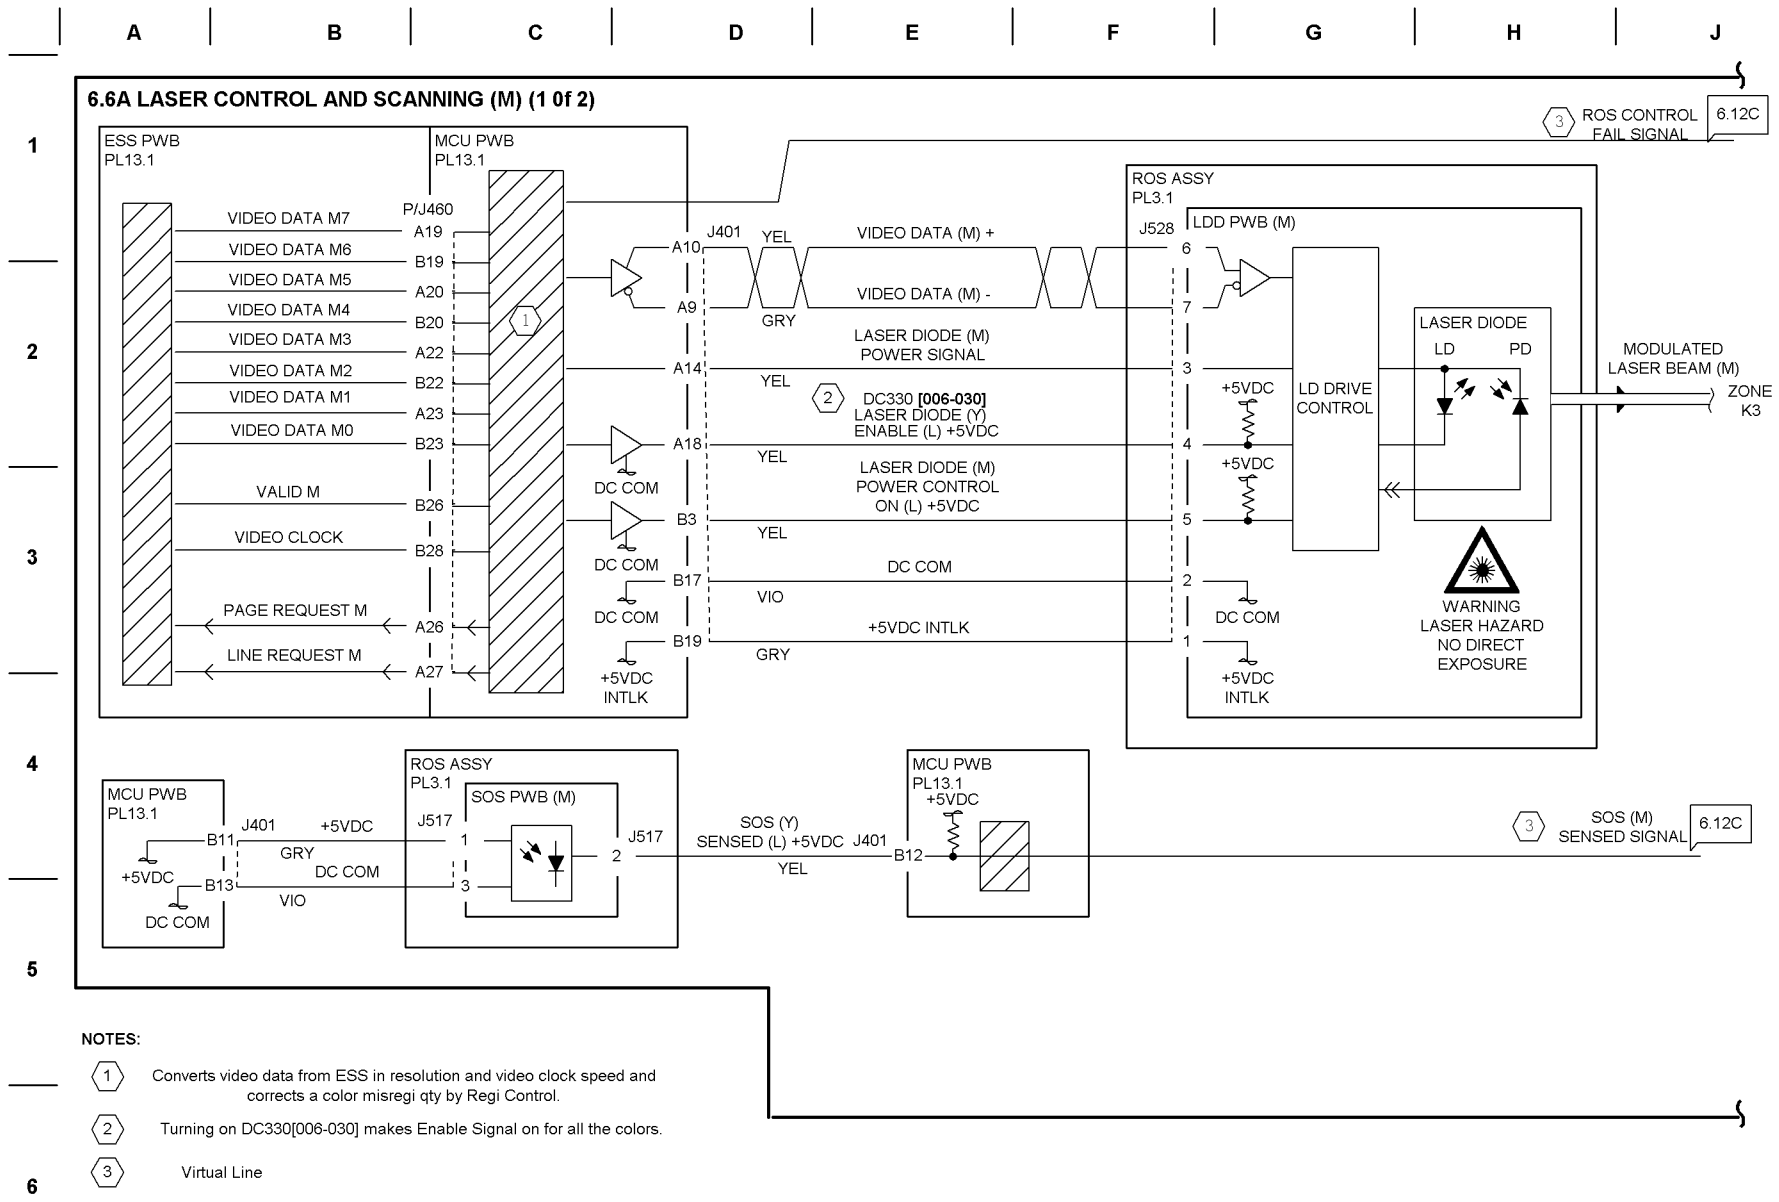 A B C D E F G H J
6.6A LASER CONTROL AND SCANNING (M) (1 0f 2)
1
2
3
4
5
6
3
ROS CONTROL
FAIL SIGNAL
6.12C
ESS PWB
PL13.1
MCU PWB
PL13.1
P/J460
VIDEO DATA M7
A19
VIDEO DATA M6
B19
VIDEO DATA M5
A20
VIDEO DATA M4
B20
VIDEO DATA M3
A22
VIDEO DATA M2
B22
VIDEO DATA M1
A23
VIDEO DATA M0
B23
VALID M
B26
VIDEO CLOCK
B28
PAGE REQUEST M
A26
LINE REQUEST M
A27
1
DC COM
DC COM
DC COM
+5VDC
INTLK
A10
J401
YEL
VIDEO DATA (M) +
A9
GRY
VIDEO DATA (M) -
LASER DIODE (M)
POWER SIGNAL
A14
YEL
2
DC330 [006-030]
LASER DIODE (Y)
ENABLE (L) +5VDC
A18
YEL
LASER DIODE (M)
POWER CONTROL
ON (L) +5VDC
B3
YEL
DC COM
B17
VIO
+5VDC INTLK
B19
GRY
ROS ASSY
PL3.1
J528
LDD PWB (M)
6
7
3
4
5
2
1
+5VDC
+5VDC
DC COM
+5VDC
INTLK
LD DRIVE
CONTROL
LASER DIODE
LD PD
WARNING
LASER HAZARD
NO DIRECT
EXPOSURE
MODULATED
LASER BEAM (M)
ZONE
K3
MCU PWB
PL13.1
+5VDC
DC COM
B11
J401
+5VDC
GRY
B13
DC COM
VIO
ROS ASSY
PL3.1
SOS PWB (M)
J517
1
3
2
J517
SOS (Y)
SENSED (L) +5VDC
YEL
J401
B12
MCU PWB
PL13.1
+5VDC
3
SOS (M)
SENSED SIGNAL
6.12C
NOTES:
1 Converts video data from ESS in resolution and video clock speed and
corrects a color misregi qty by Regi Control.
2 Turning on DC330[006-030] makes Enable Signal on for all the colors.
3 Virtual Line